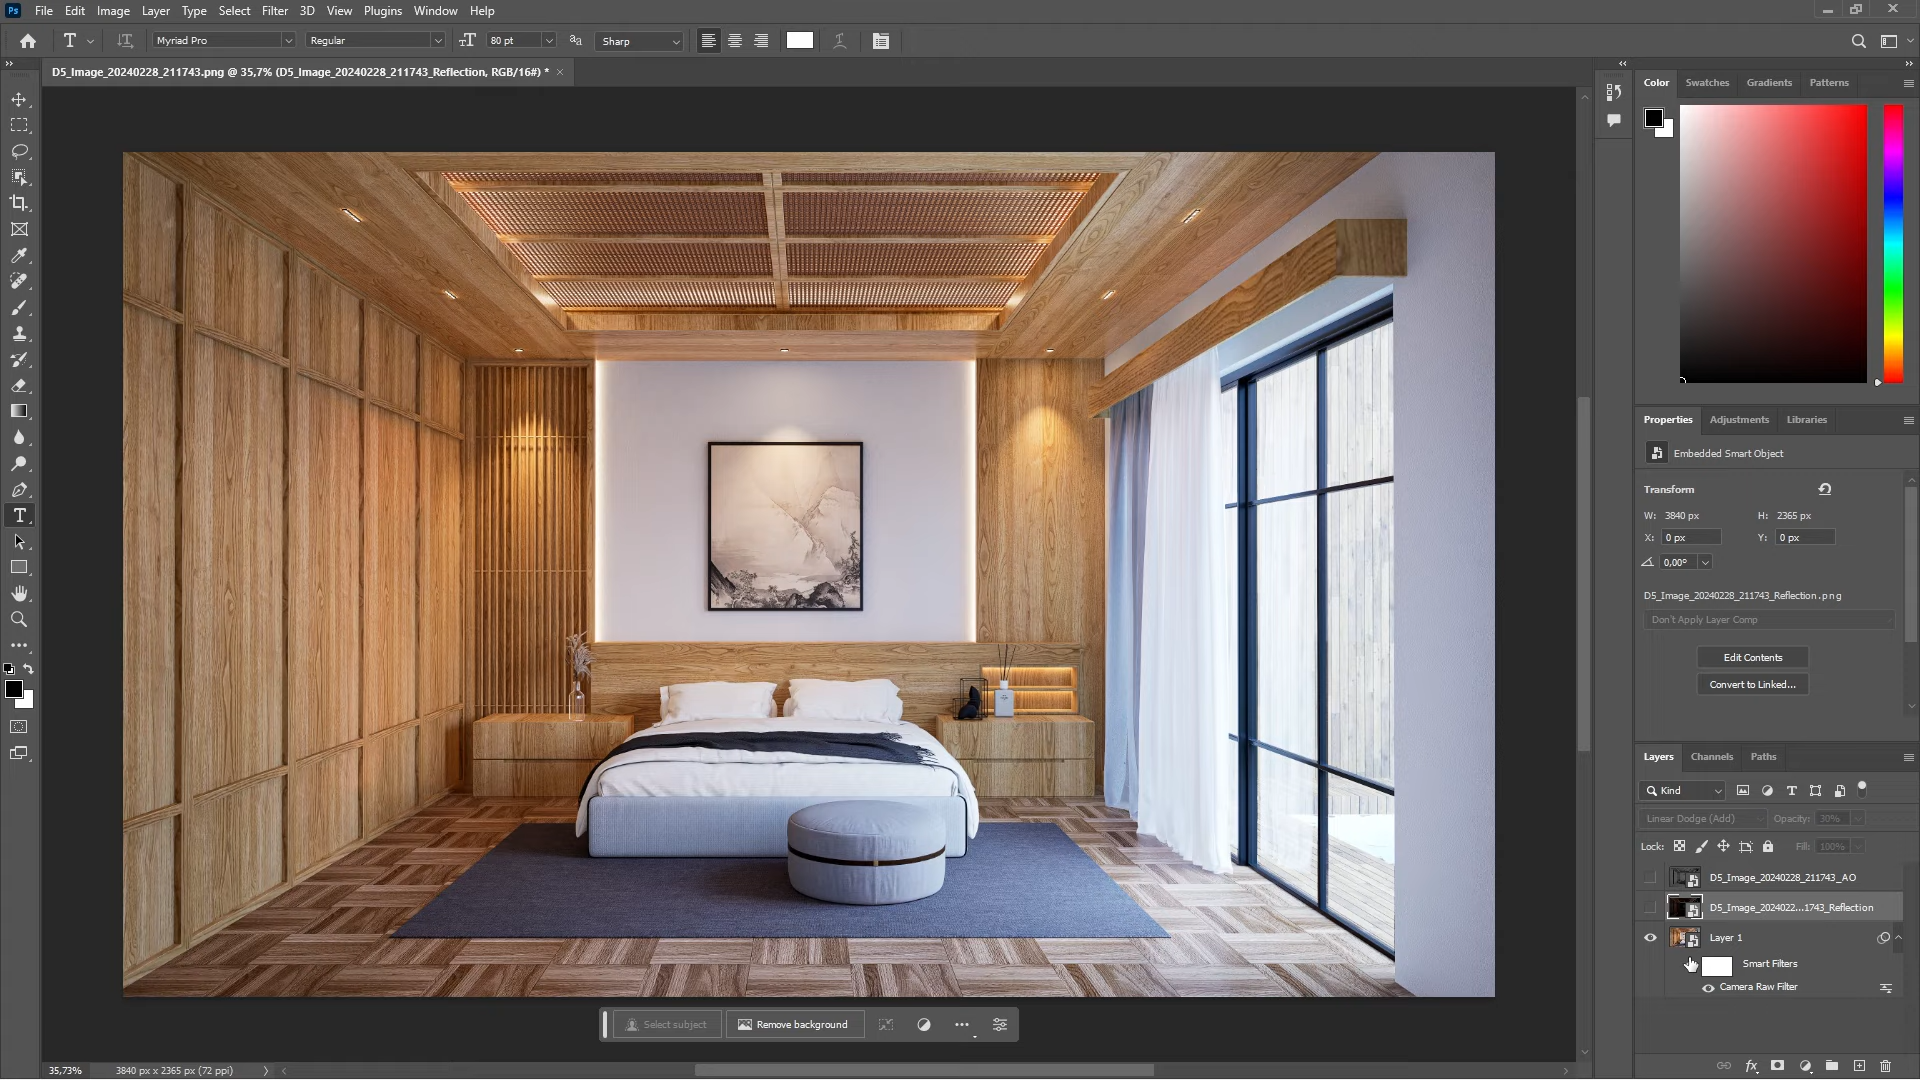 Ps File Edit Image Layer Type Select Filter 3D View Plugins Window Help
T Myriad Pro Regular 80 pt Sharp
D5_Image_20240228_211743.png @ 35,7% (D5_Image_20240228_211743_Reflection, RGB/16#) *
Color Swatches Gradients Patterns
Properties Adjustments Libraries
Embedded Smart Object
Transform
W: 3840 px H: 2365 px
X: 0 px Y: 0 px
0,00°
D5_Image_20240228_211743_Reflection.png
Don't Apply Layer Comp
Edit Contents
Convert to Linked...
Layers Channels Paths
Kind
Linear Dodge (Add) Opacity: 30%
Lock: Fill: 100%
D5_Image_20240228_211743_AO
D5_Image_2024022...1743_Reflection
Layer 1
Smart Filters
Camera Raw Filter
Select subject Remove background
35,73% 3840 px x 2365 px (72 ppi)